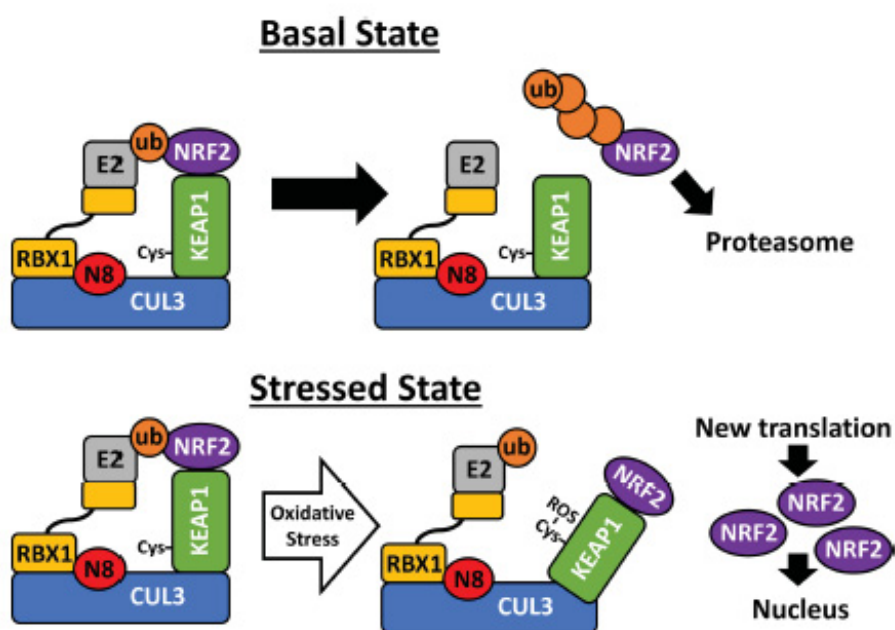 Basal State
ub
NRF2
E2
KEAP1
Cys
RBX1
N8
CUL3
ub
NRF2
E2
KEAP1
Cys
RBX1
N8
CUL3
Proteasome
Stressed State
ub
NRF2
E2
KEAP1
Cys
RBX1
N8
CUL3
Oxidative
Stress
ub
E2
NRF2
ROS
Cys
KEAP1
RBX1
N8
CUL3
New translation
NRF2
NRF2
NRF2
Nucleus